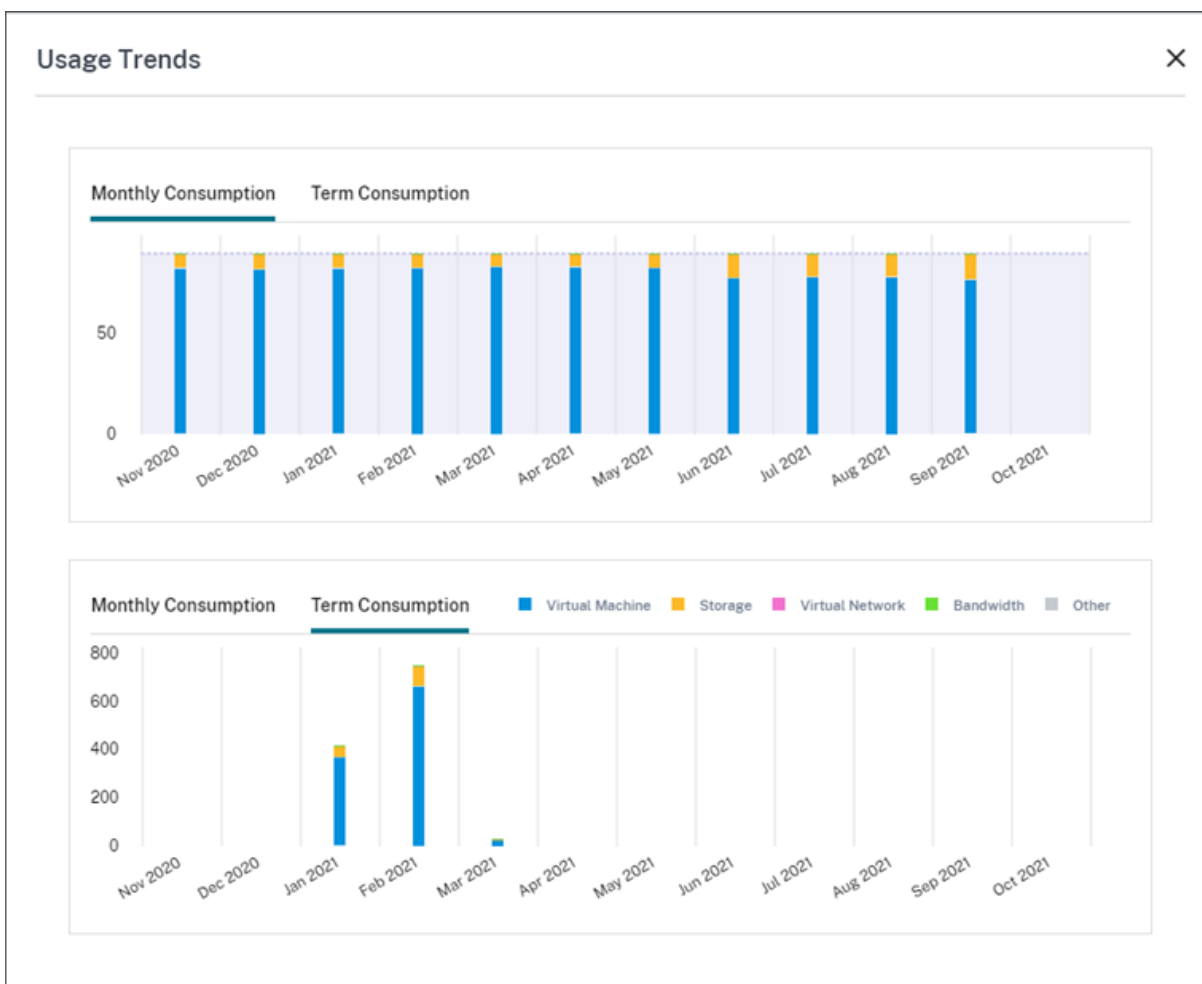 Usage Trends
Monthly Consumption Term Consumption
50
0
Nov 2020 Dec 2020 Jan 2021 Feb 2021 Mar 2021 Apr 2021 May 2021 Jun 2021 Jul 2021 Aug 2021 Sep 2021 Oct 2021
Monthly Consumption Term Consumption Virtual Machine Storage Virtual Network Bandwidth Other
800
600
400
200
0
Nov 2020 Dec 2020 Jan 2021 Feb 2021 Mar 2021 Apr 2021 May 2021 Jun 2021 Jul 2021 Aug 2021 Sep 2021 Oct 2021